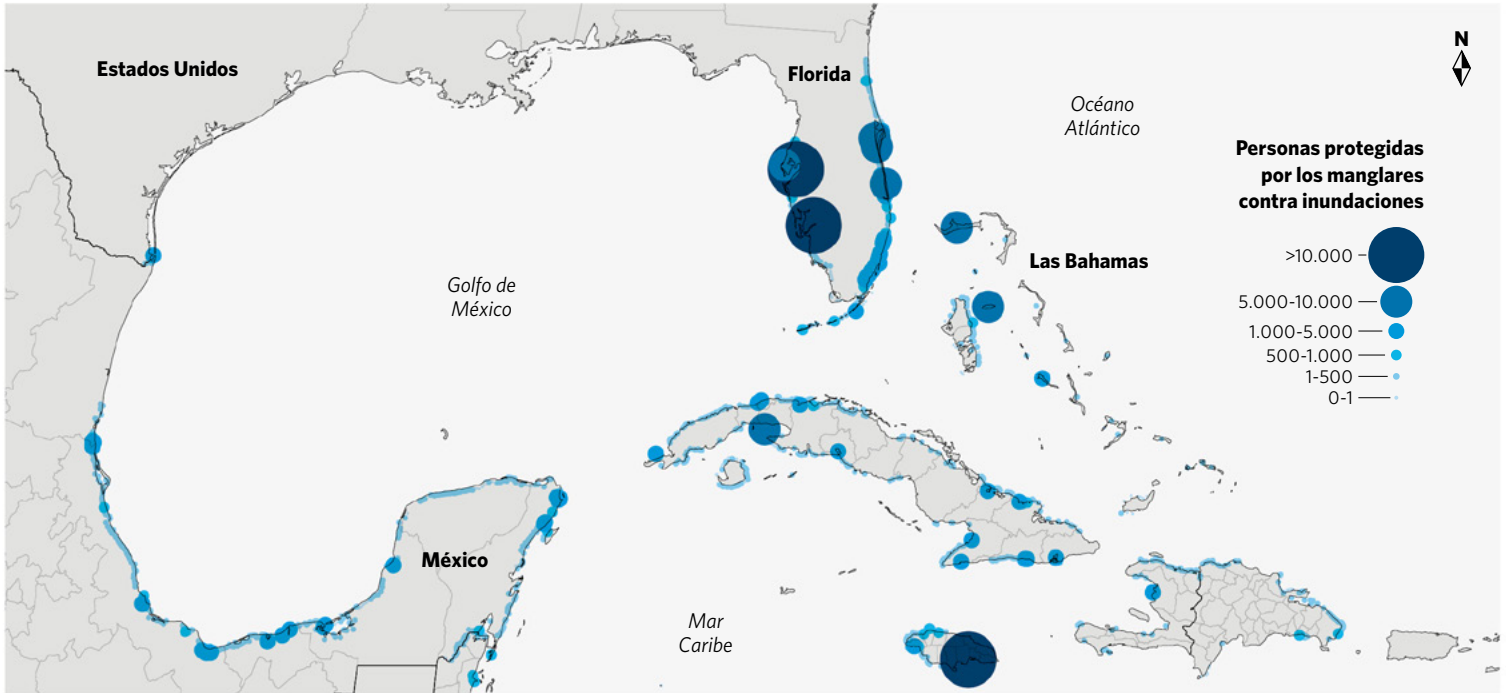 Estados Unidos
Florida
N
Océano
Atlántico
Personas protegidas
por los manglares
contra inundaciones
>10.000
5.000-10.000
1.000-5.000
500-1.000
1-500
0-1
Las Bahamas
Golfo de
México
México
Mar
Caribe